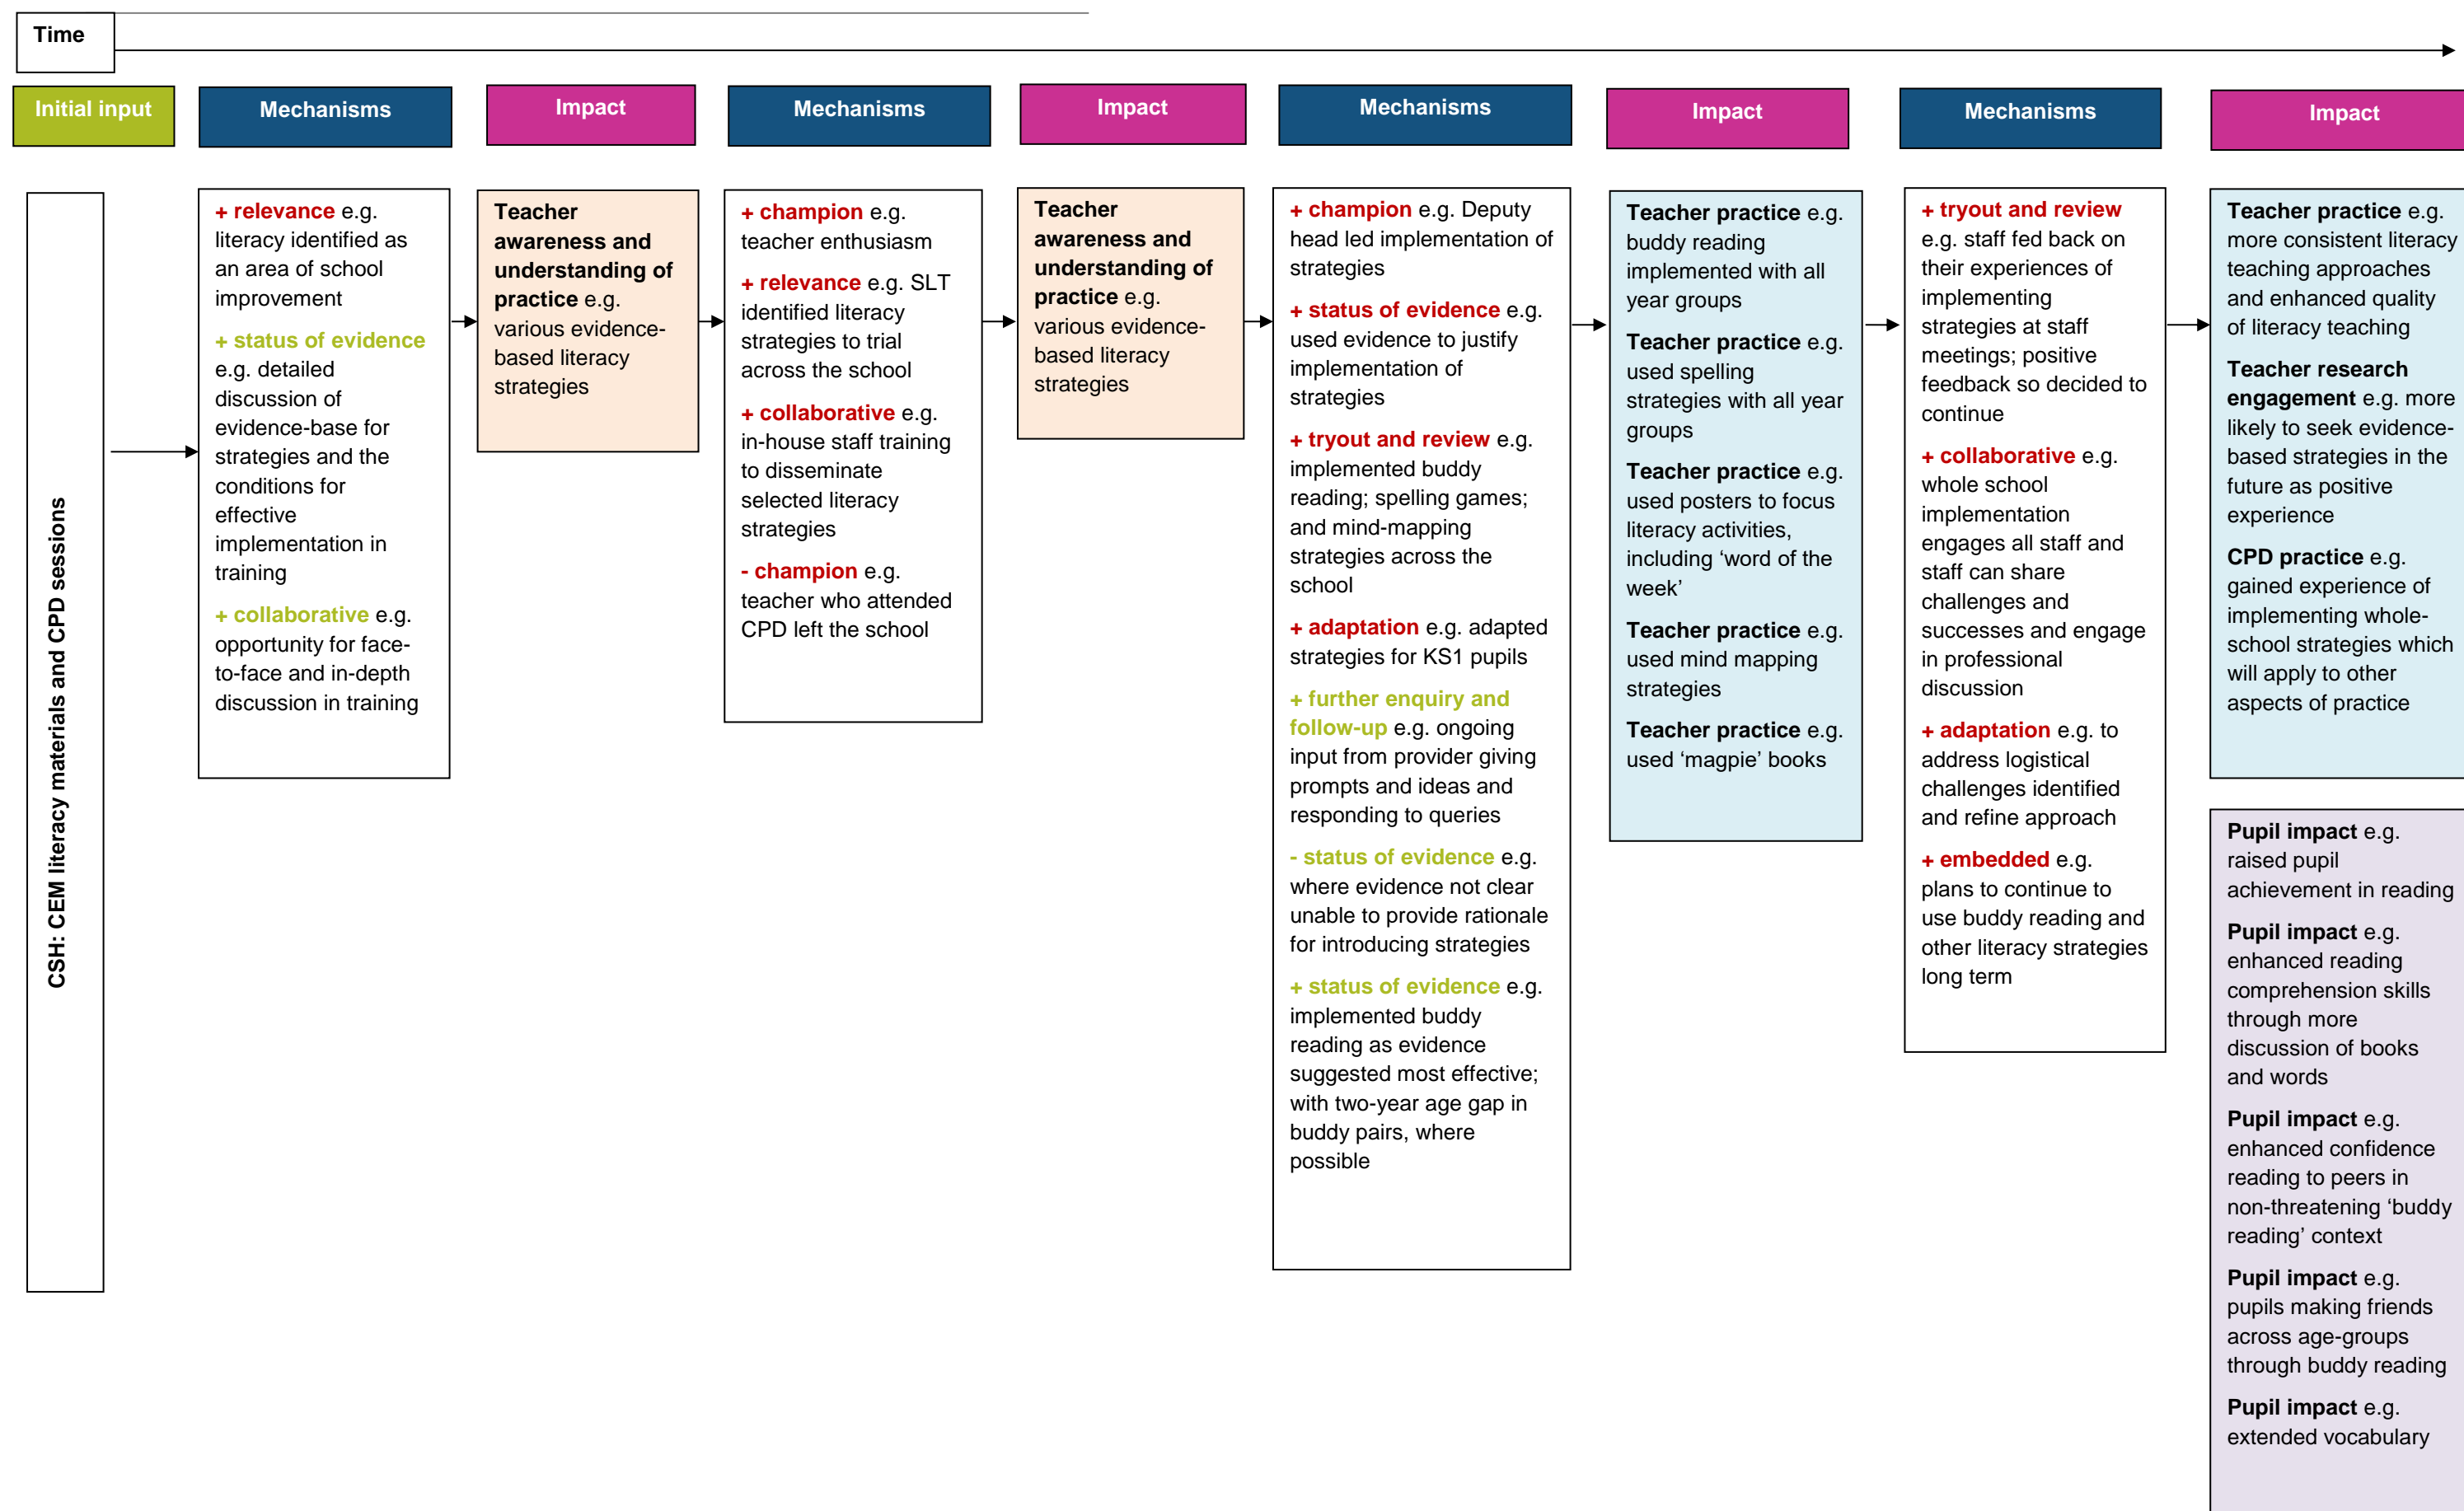 Time
Initial input
Mechanisms
Impact
Mechanisms
Impact
Mechanisms
Impact
Mechanisms
Impact
CSH: CEM literacy materials and CPD sessions
+ relevance e.g.
literacy identified as
an area of school
improvement
+ status of evidence
e.g. detailed
discussion of
evidence-base for
strategies and the
conditions for
effective
implementation in
training
+ collaborative e.g.
opportunity for face-
to-face and in-depth
discussion in training
Teacher
awareness and
understanding of
practice e.g.
various evidence-
based literacy
strategies
+ champion e.g.
teacher enthusiasm
+ relevance e.g. SLT
identified literacy
strategies to trial
across the school
+ collaborative e.g.
in-house staff training
to disseminate
selected literacy
strategies
- champion e.g.
teacher who attended
CPD left the school
Teacher
awareness and
understanding of
practice e.g.
various evidence-
based literacy
strategies
+ champion e.g. Deputy
head led implementation of
strategies
+ status of evidence e.g.
used evidence to justify
implementation of
strategies
+ tryout and review e.g.
implemented buddy
reading; spelling games;
and mind-mapping
strategies across the
school
+ adaptation e.g. adapted
strategies for KS1 pupils
+ further enquiry and
follow-up e.g. ongoing
input from provider giving
prompts and ideas and
responding to queries
- status of evidence e.g.
where evidence not clear
unable to provide rationale
for introducing strategies
+ status of evidence e.g.
implemented buddy
reading as evidence
suggested most effective;
with two-year age gap in
buddy pairs, where
possible
Teacher practice e.g.
buddy reading
implemented with all
year groups
Teacher practice e.g.
used spelling
strategies with all year
groups
Teacher practice e.g.
used posters to focus
literacy activities,
including ‘word of the
week’
Teacher practice e.g.
used mind mapping
strategies
Teacher practice e.g.
used ‘magpie’ books
+ tryout and review
e.g. staff fed back on
their experiences of
implementing
strategies at staff
meetings; positive
feedback so decided to
continue
+ collaborative e.g.
whole school
implementation
engages all staff and
staff can share
challenges and
successes and engage
in professional
discussion
+ adaptation e.g. to
address logistical
challenges identified
and refine approach
+ embedded e.g.
plans to continue to
use buddy reading and
other literacy strategies
long term
Teacher practice e.g.
more consistent literacy
teaching approaches
and enhanced quality
of literacy teaching
Teacher research
engagement e.g. more
likely to seek evidence-
based strategies in the
future as positive
experience
CPD practice e.g.
gained experience of
implementing whole-
school strategies which
will apply to other
aspects of practice
Pupil impact e.g.
raised pupil
achievement in reading
Pupil impact e.g.
enhanced reading
comprehension skills
through more
discussion of books
and words
Pupil impact e.g.
enhanced confidence
reading to peers in
non-threatening ‘buddy
reading’ context
Pupil impact e.g.
pupils making friends
across age-groups
through buddy reading
Pupil impact e.g.
extended vocabulary